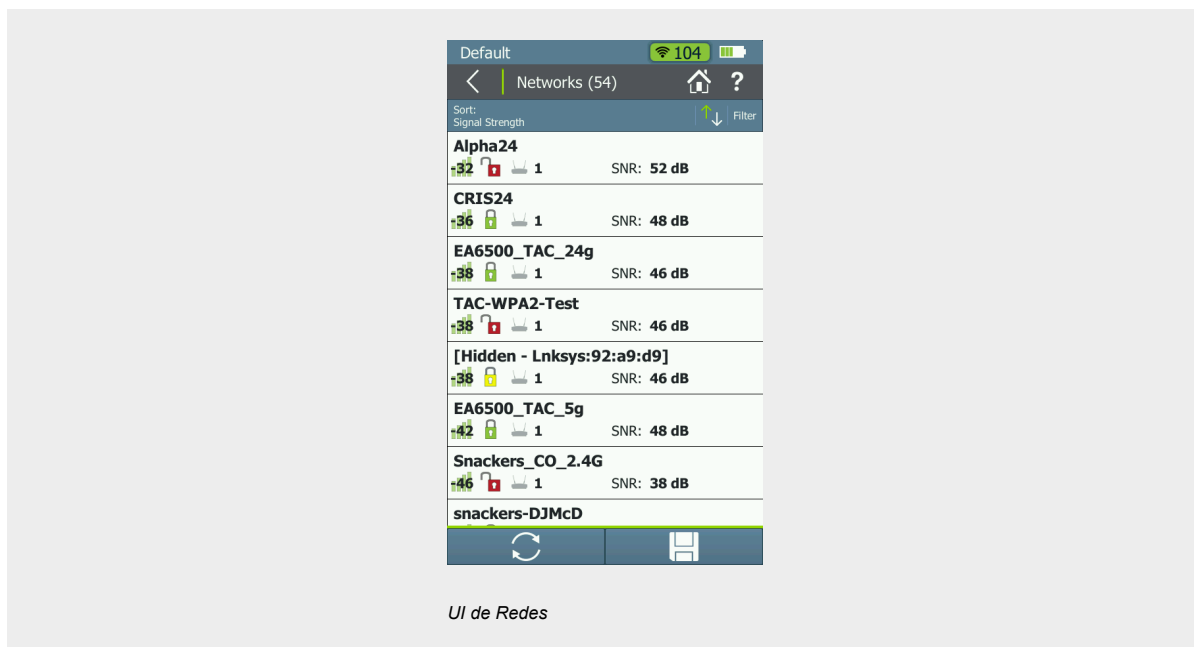 Default 104
Networks (54) ?
Sort:
Signal Strength
Filter
Alpha24
-32 1 SNR: 52 dB
CRIS24
-36 1 SNR: 48 dB
EA6500_TAC_24g
-38 1 SNR: 46 dB
TAC-WPA2-Test
-38 1 SNR: 46 dB
[Hidden - Lnksys:92:a9:d9]
-38 1 SNR: 46 dB
EA6500_TAC_5g
-42 1 SNR: 48 dB
Snackers_CO_2.4G
-46 1 SNR: 38 dB
snackers-DJMcD
UI de Redes